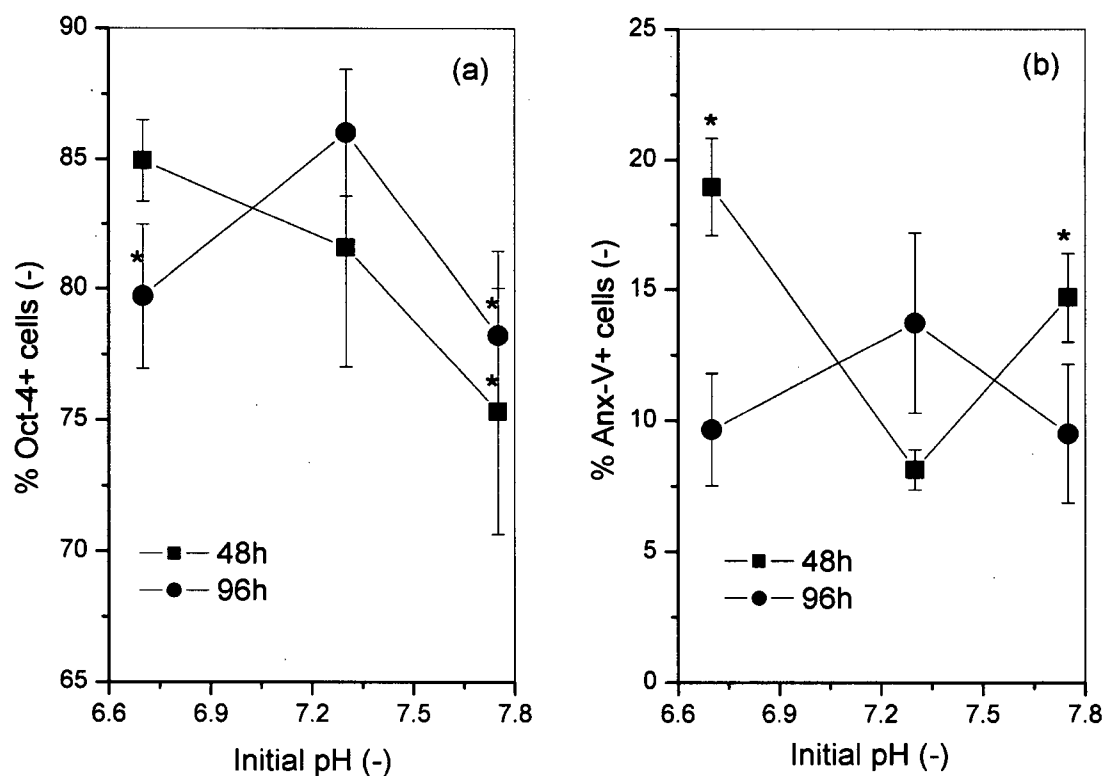 90
85
80
75
70
65
% Oct-4+ cells (-)
(a)
*
*
*
48h
96h
6.6 6.9 7.2 7.5 7.8
Initial pH (-)
25
20
15
10
5
0
% Anx-V+ cells (-)
(b)
*
*
48h
96h
6.6 6.9 7.2 7.5 7.8
Initial pH (-)